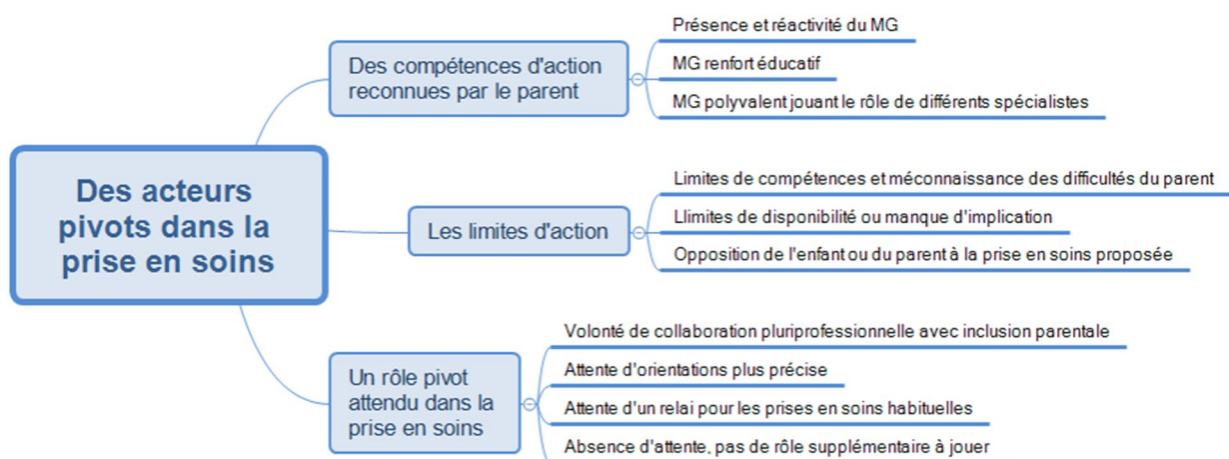 Des acteurs
pivots dans la
prise en soins
Des compétences d'action
reconnues par le parent
Présence et réactivité du MG
MG renfort éducatif
MG polyvalent jouant le rôle de différents spécialistes
Les limites d'action
Limites de compétences et méconnaissance des difficultés du parent
Llimites de disponibilité ou manque d'implication
Opposition de l'enfant ou du parent à la prise en soins proposée
Un rôle pivot
attendu dans la
prise en soins
Volonté de collaboration pluriprofessionnelle avec inclusion parentale
Attente d'orientations plus précise
Attente d'un relai pour les prises en soins habituelles
Absence d'attente, pas de rôle supplémentaire à jouer